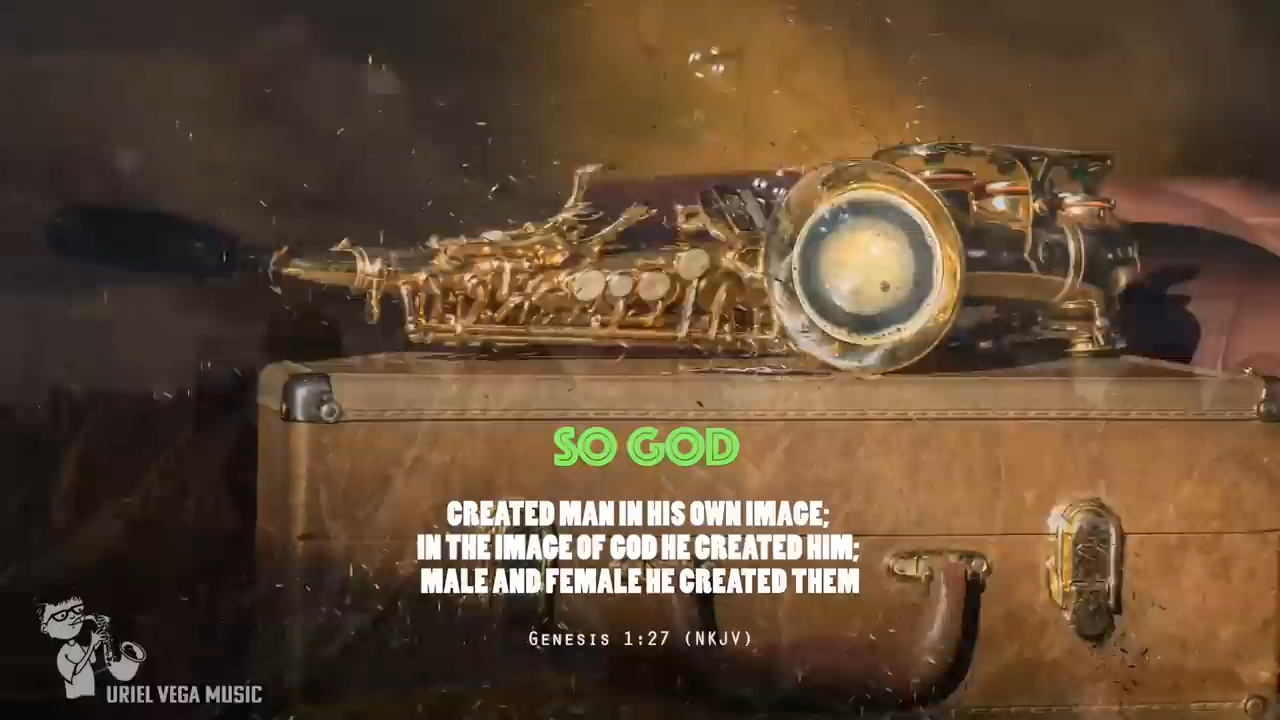 SO GOD
CREATED MAN IN HIS OWN IMAGE;
IN THE IMAGE OF GOD HE CREATED HIM;
MALE AND FEMALE HE CREATED THEM
Genesis 1:27 (NKJV)
URIEL VEGA MUSIC